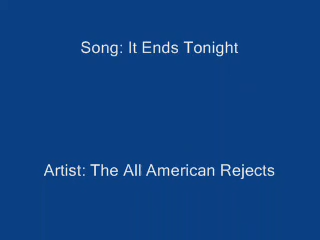 Song: It Ends Tonight
Artist: The All American Rejects